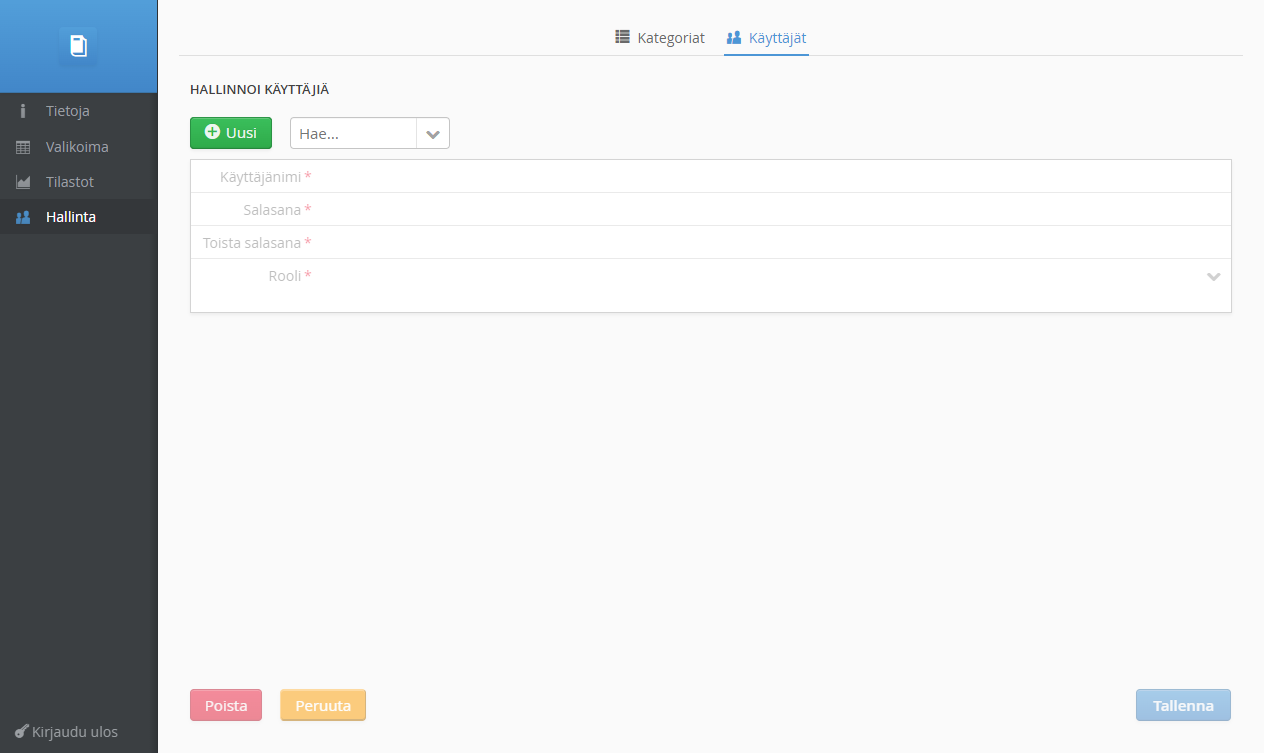 Kategoriat Käyttäjät
Tietoja
Valikoima
Tilastot
Hallinta
HALLINNOI KÄYTTÄJIÄ
Uusi Hae...
Käyttäjänimi *
Salasana *
Toista salasana *
Rooli *
Poista Peruuta Tallenna
Kirjaudu ulos